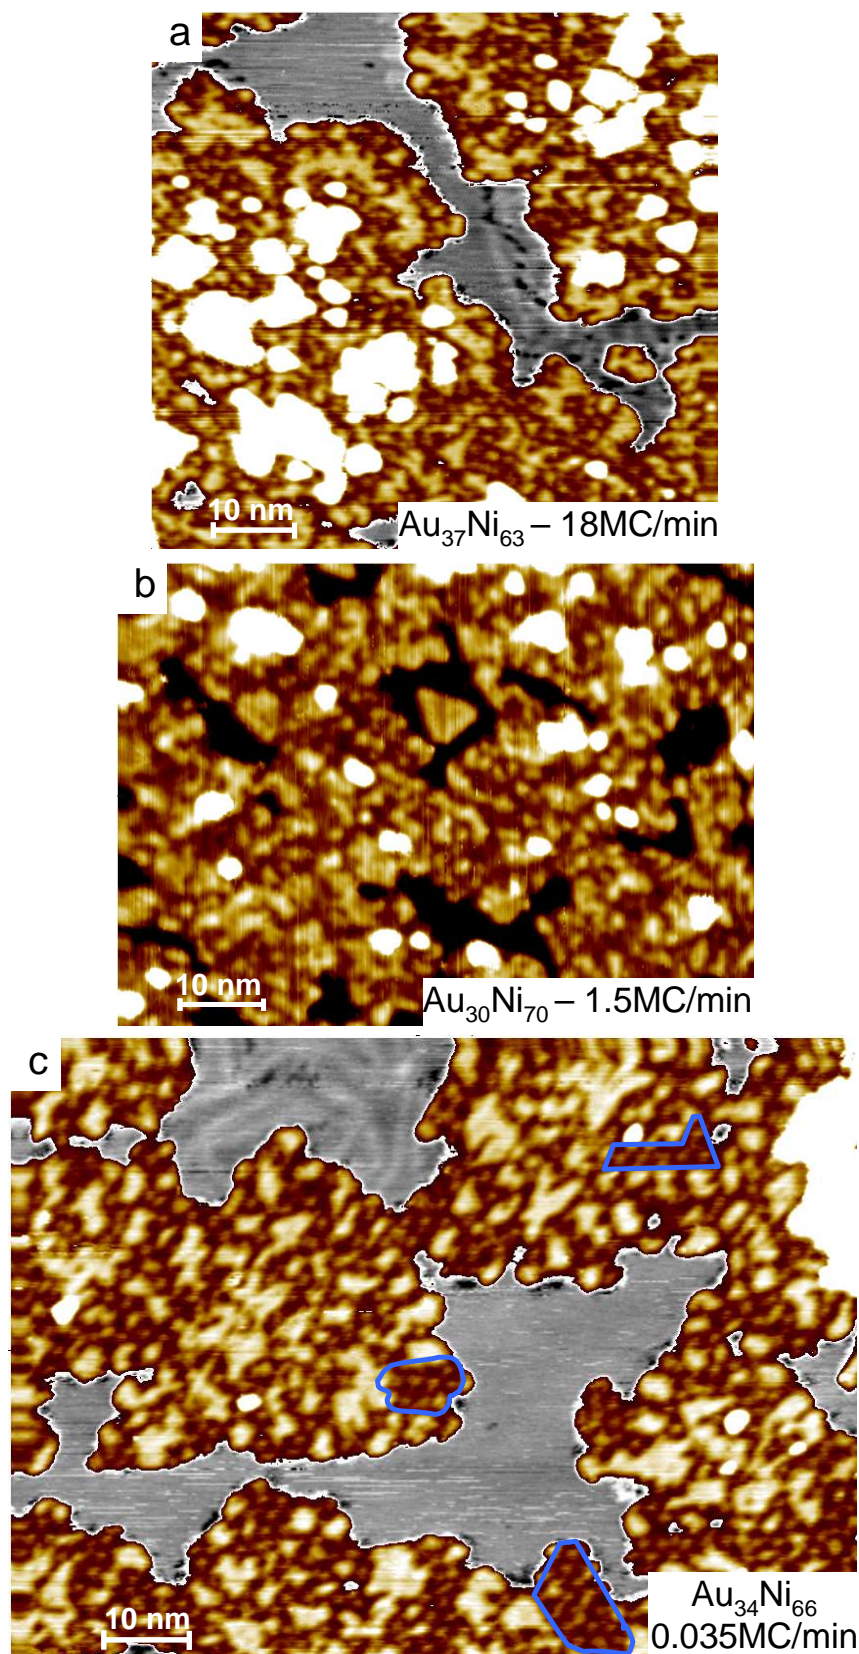 a
10 nm
Au₃₇Ni₆₃ – 18MC/min
b
10 nm
Au₃₀Ni₇₀ – 1.5MC/min
c
10 nm
Au₃₄Ni₆₆
0.035MC/min